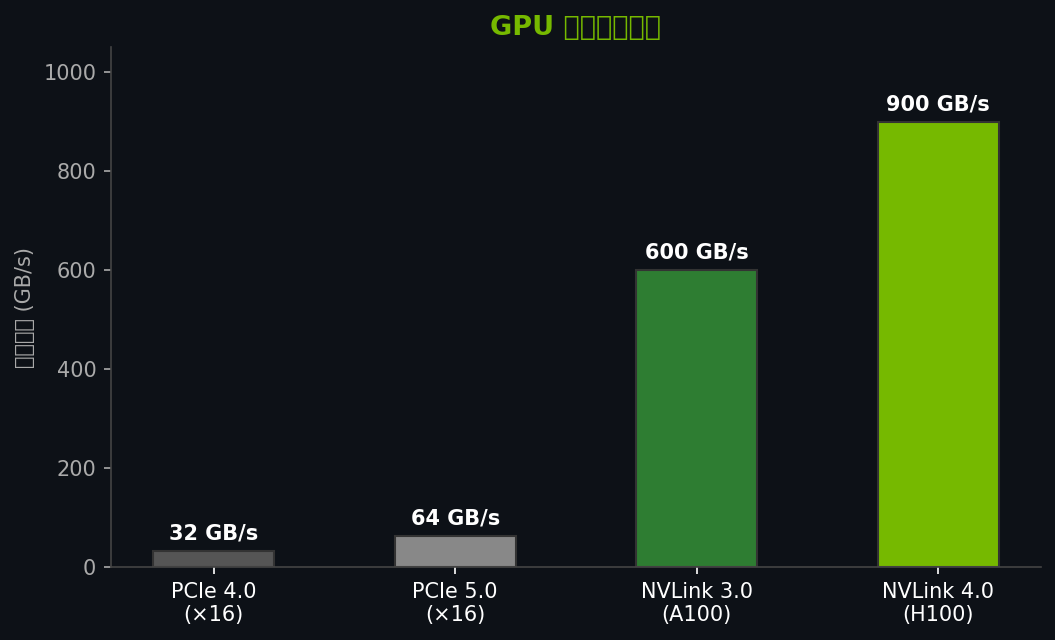 GPU
1000
900 GB/s
800
600 GB/s
600
(GB/s)
400
200
64 GB/s
32 GB/s
0
PCIe 4.0
(×16)
PCIe 5.0
(×16)
NVLink 3.0
(A100)
NVLink 4.0
(H100)